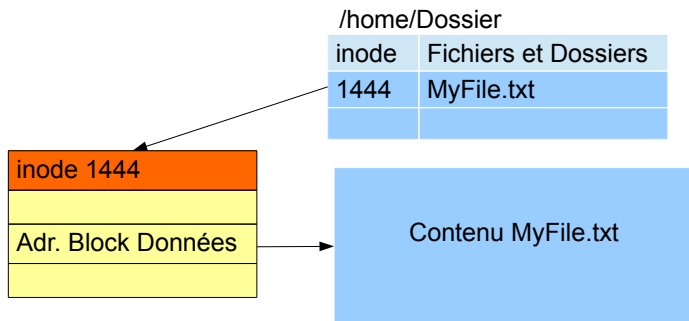 /home/Dossier
inode Fichiers et Dossiers
1444 MyFile.txt
inode 1444
Adr. Block Données
Contenu MyFile.txt